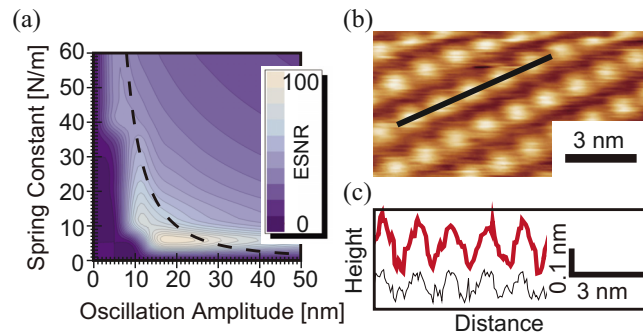 (a)
60
50
40
30
20
10
0
Spring Constant [N/m]
0 10 20 30 40 50
Oscillation Amplitude [nm]
100
ESNR
0
(b)
3 nm
(c)
Height
Distance
0.1 nm
3 nm